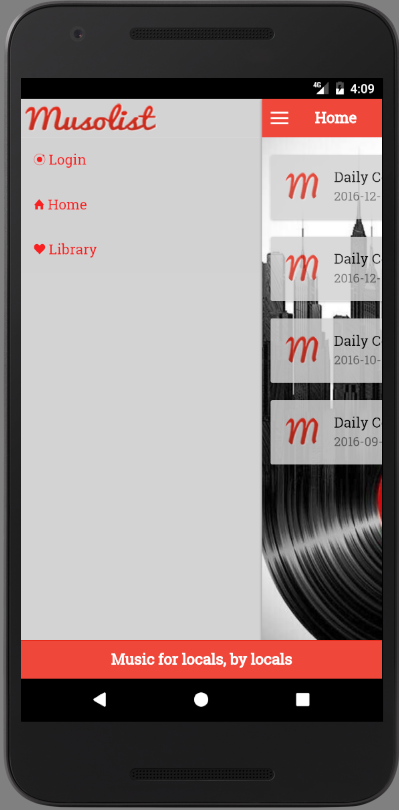 4G 4:09
Musolist
Home
Login
Home
Library
m Daily C
2016-12-
m Daily C
2016-12-
m Daily C
2016-10-
m Daily C
2016-09-
Music for locals, by locals